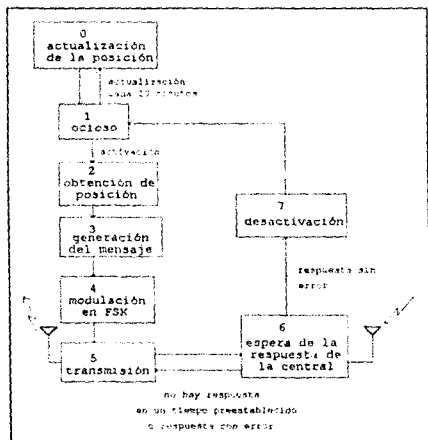 0
actualización
de la posición
actualización
cada 10 minutos
1
ocioso
activación
2
obtención de
posición
7
desactivación
3
generación
del mensaje
respuesta sin
error
4
modulación
en FSK
6
espera de la
respuesta de
la central
5
transmisión
no hay respuesta
en un tiempo preestablecido
o respuesta con error